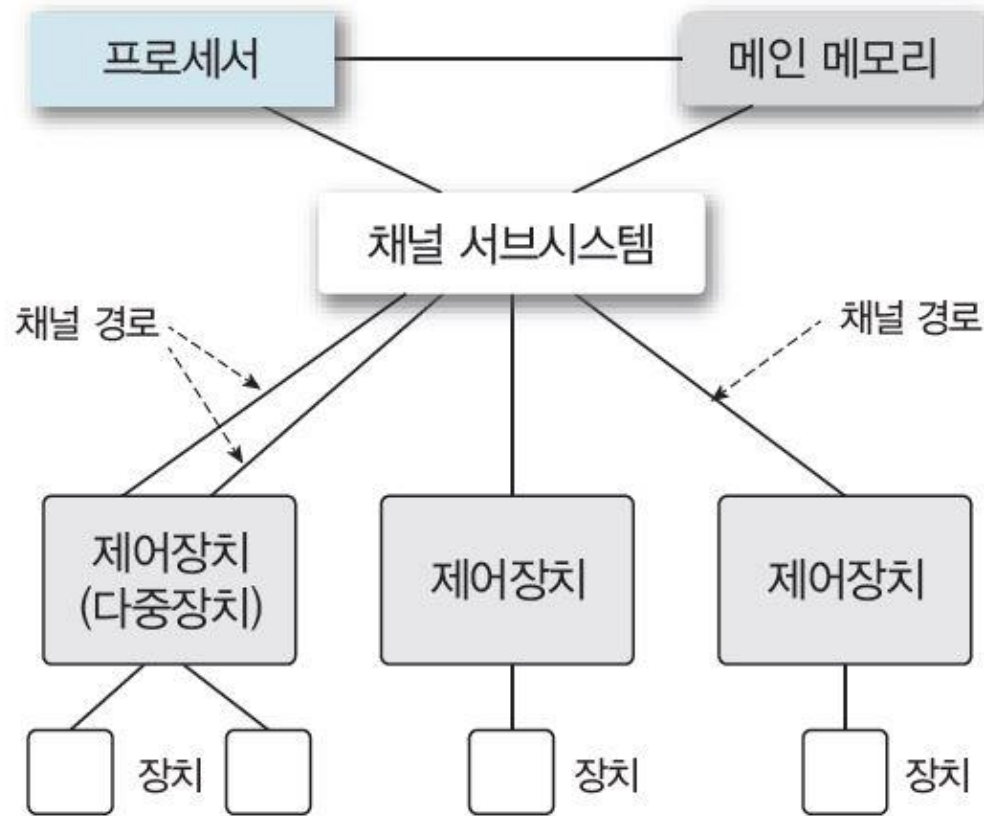 프로세서
메인 메모리
채널 서브시스템
채널 경로
채널 경로
제어장치
(다중장치)
제어장치
제어장치
장치
장치
장치